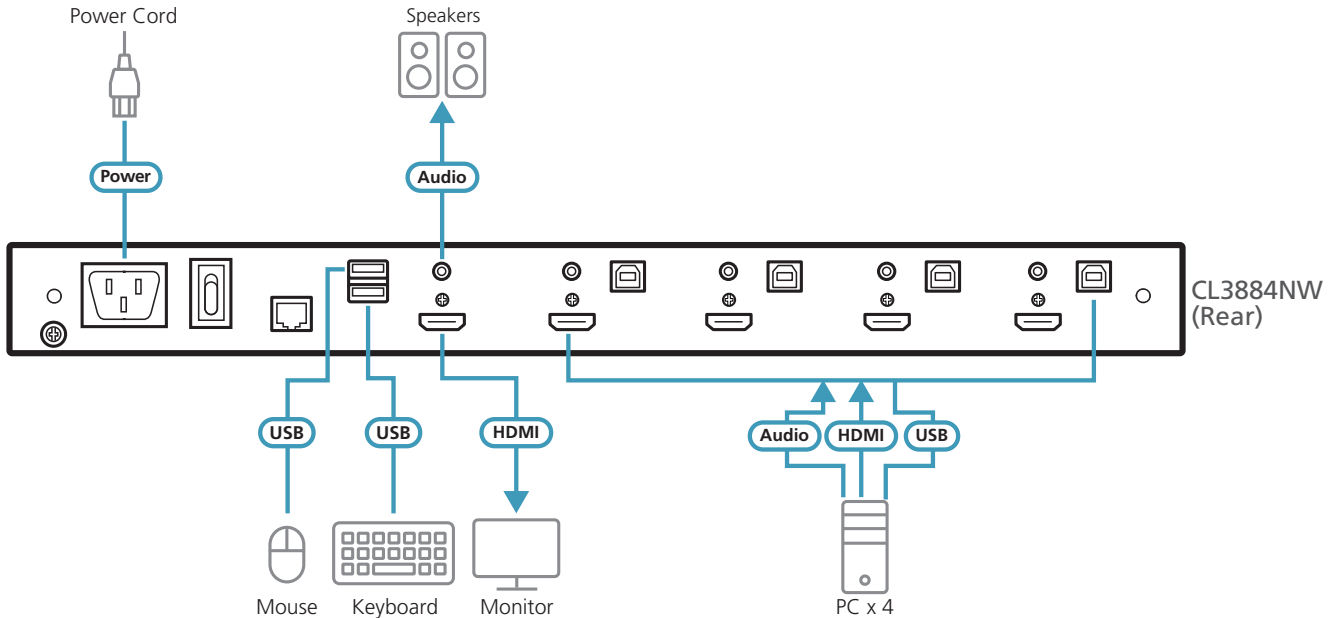 Power Cord
Speakers
Power
Audio
CL3884NW
(Rear)
USB
USB
HDMI
Audio
HDMI
USB
Mouse
Keyboard
Monitor
PC x 4